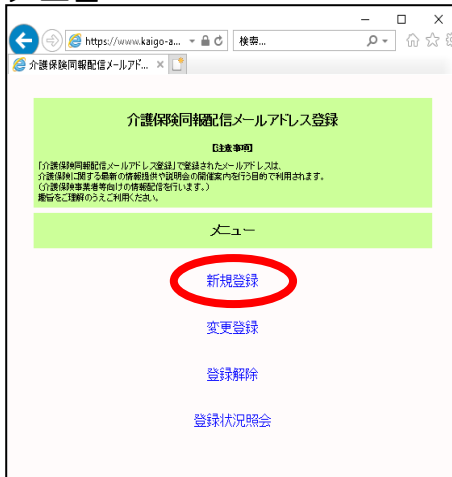 https://www.kaigo-a...
検索...
介護保険同報配信メールアドレ...
介護保険同報配信メールアドレス登録
【注意事項】
「介護保険同報配信メールアドレス登録」で登録されたメールアドレスは、
介護保険に関する最新の情報提供や説明会の開催案内を行う目的で利用されます。
(介護保険事業者等向けの情報配信を行います。)
趣旨をご理解のうえご利用ください。
メニュー
新規登録
変更登録
登録解除
登録状況照会